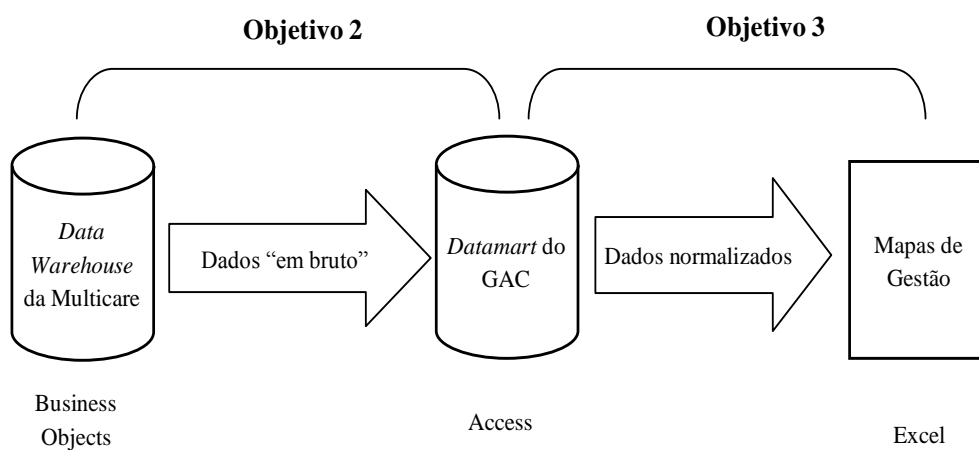 Objetivo 2
Objetivo 3
Data
Warehouse
da Multicare
Dados “em bruto”
Datamart do
GAC
Dados normalizados
Mapas de
Gestão
Business
Objects
Access
Excel